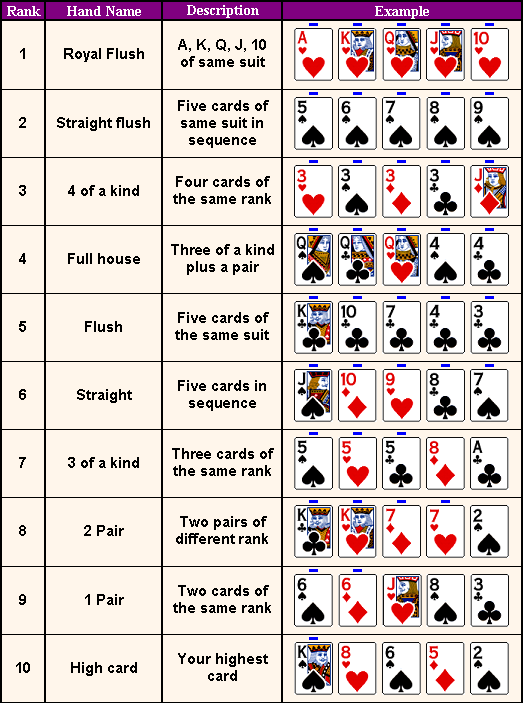 Rank Hand Name Description Example
1 Royal Flush A, K, Q, J, 10
of same suit
A K Q J 10
2 Straight flush Five cards of
same suit in
sequence
5 6 7 8 9
3 4 of a kind Four cards of
the same rank
3 3 3 3 J
4 Full house Three of a kind
plus a pair
Q Q Q 4 4
5 Flush Five cards of
the same suit
K 10 7 4 3
6 Straight Five cards in
sequence
J 10 9 8 7
7 3 of a kind Three cards of
the same rank
5 5 5 8 A
8 2 Pair Two pairs of
different rank
K K 7 7 2
9 1 Pair Two cards of
the same rank
6 6 J 8 3
10 High card Your highest
card
K 8 6 5 2